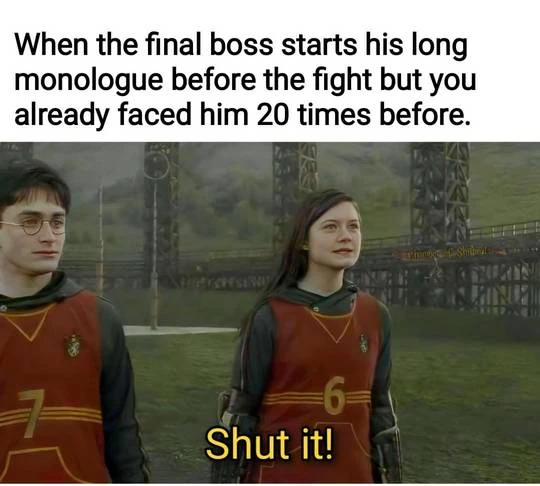 When the final boss starts his long
monologue before the fight but you
already faced him 20 times before.
7
6
Shut it!